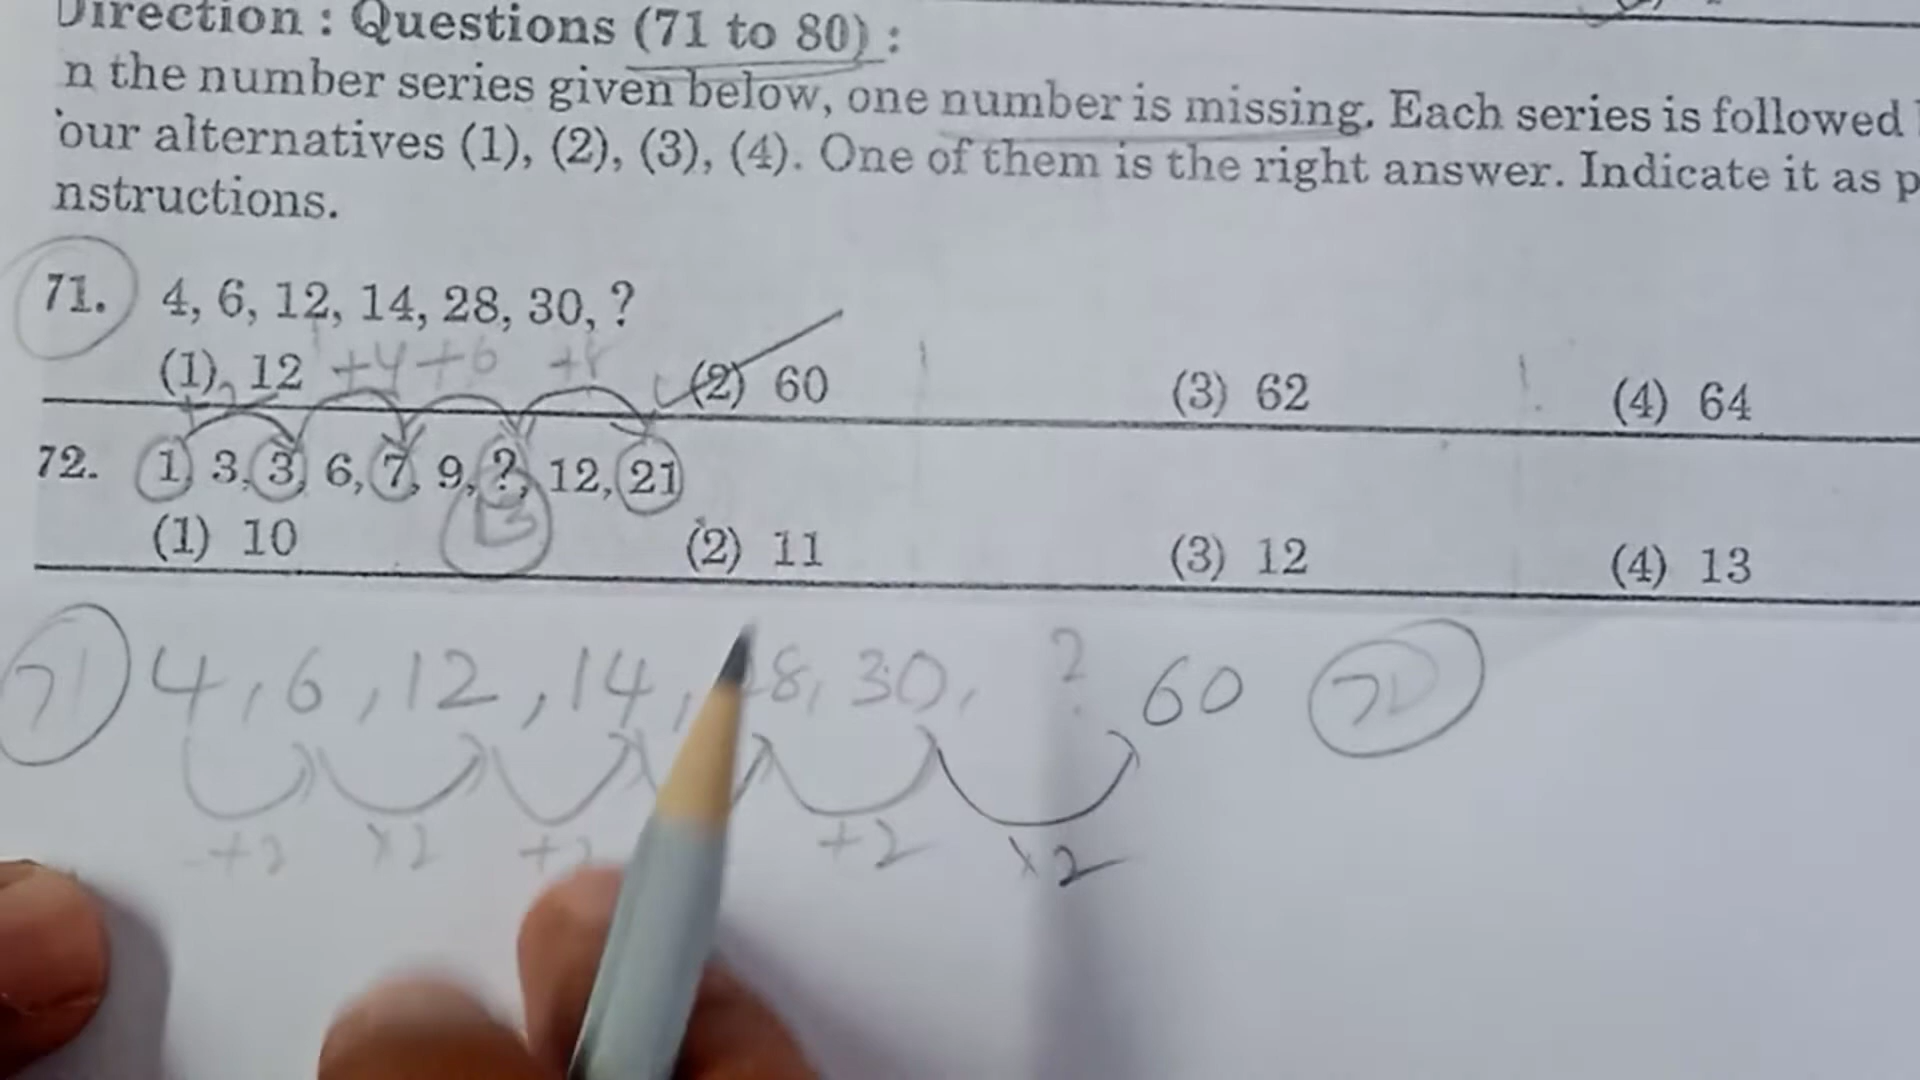 Direction : Questions (71 to 80) :
n the number series given below, one number is missing. Each series is followed
our alternatives (1), (2), (3), (4). One of them is the right answer. Indicate it as p
nstructions.
71. 4, 6, 12, 14, 28, 30, ?
(1) 12 (2) 60 (3) 62 (4) 64
+4 +6 +8
72. 1, 3, 3, 6, 7, 9, ?, 12, 21
13
(1) 10 (2) 11 (3) 12 (4) 13
71 4, 6, 12, 14, 28, 30, ? 60 72
+2 ×2 +2 +2 ×2